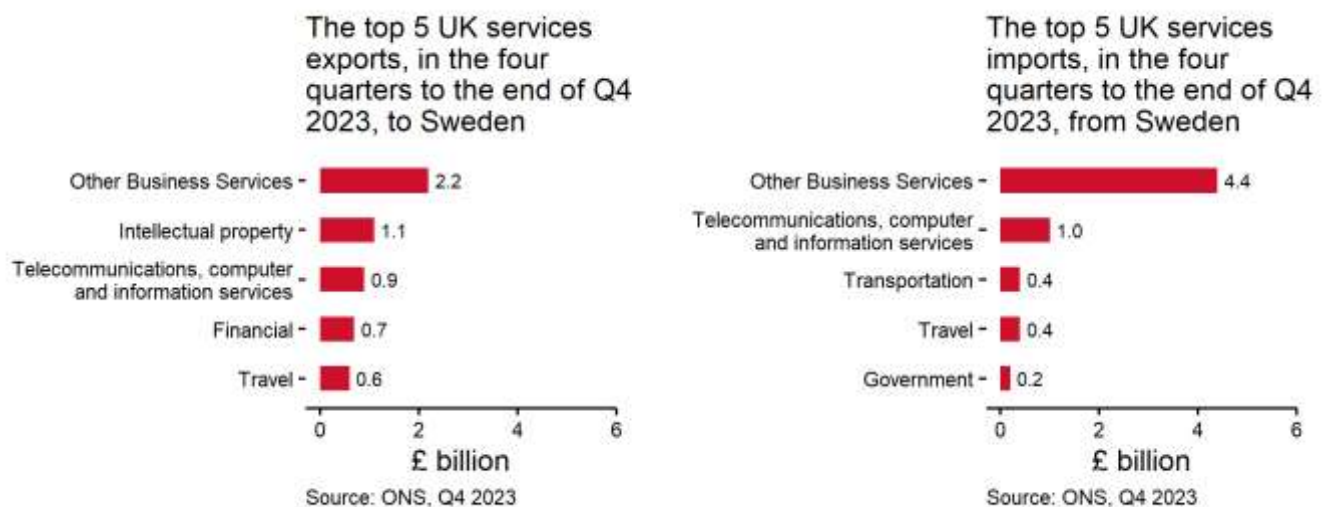 The top 5 UK services
exports, in the four
quarters to the end of Q4
2023, to Sweden
Other Business Services
2.2
Intellectual property
1.1
Telecommunications, computer
and information services
0.9
Financial
0.7
Travel
0.6
0 2 4 6
£ billion
Source: ONS, Q4 2023
The top 5 UK services
imports, in the four
quarters to the end of Q4
2023, from Sweden
Other Business Services
4.4
Telecommunications, computer
and information services
1.0
Transportation
0.4
Travel
0.4
Government
0.2
0 2 4 6
£ billion
Source: ONS, Q4 2023